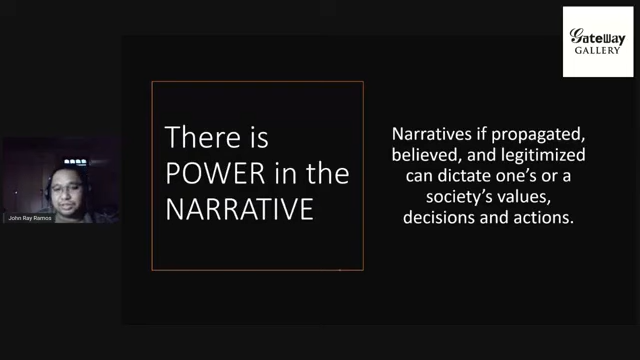 GateWay
GALLERY
There is
POWER in the
NARRATIVE
Narratives if propagated,
believed, and legitimized
can dictate one's or a
society's values,
decisions and actions.
John Ray Ramos